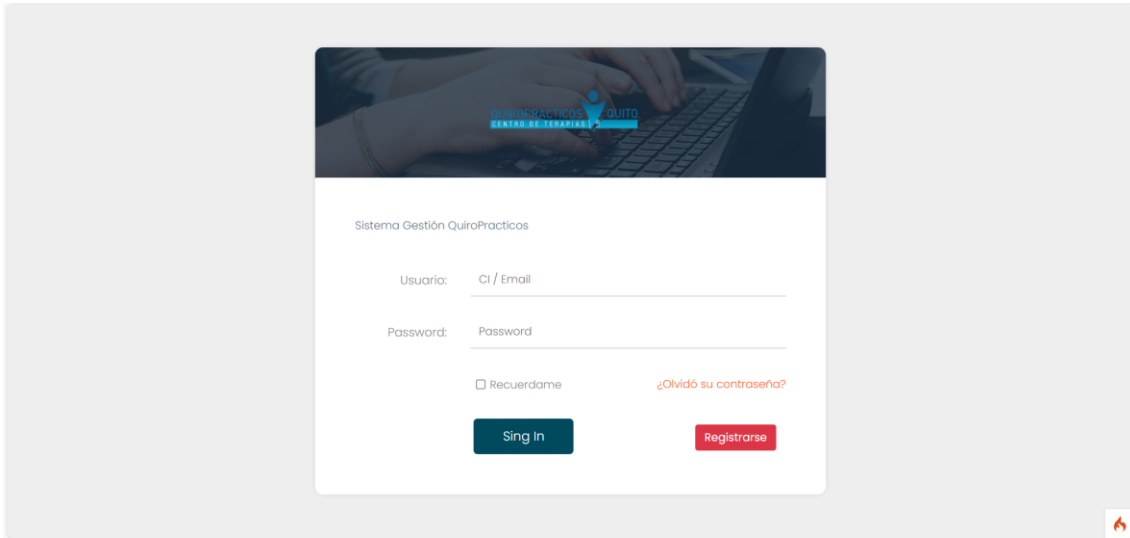 QUIROPRACTICOS QUITO
CENTRO DE TERAPIAS
Sistema Gestión QuiroPracticos
Usuario: CI / Email
Password: Password
Recuerdame ¿Olvidó su contraseña?
Sing In Registrarse